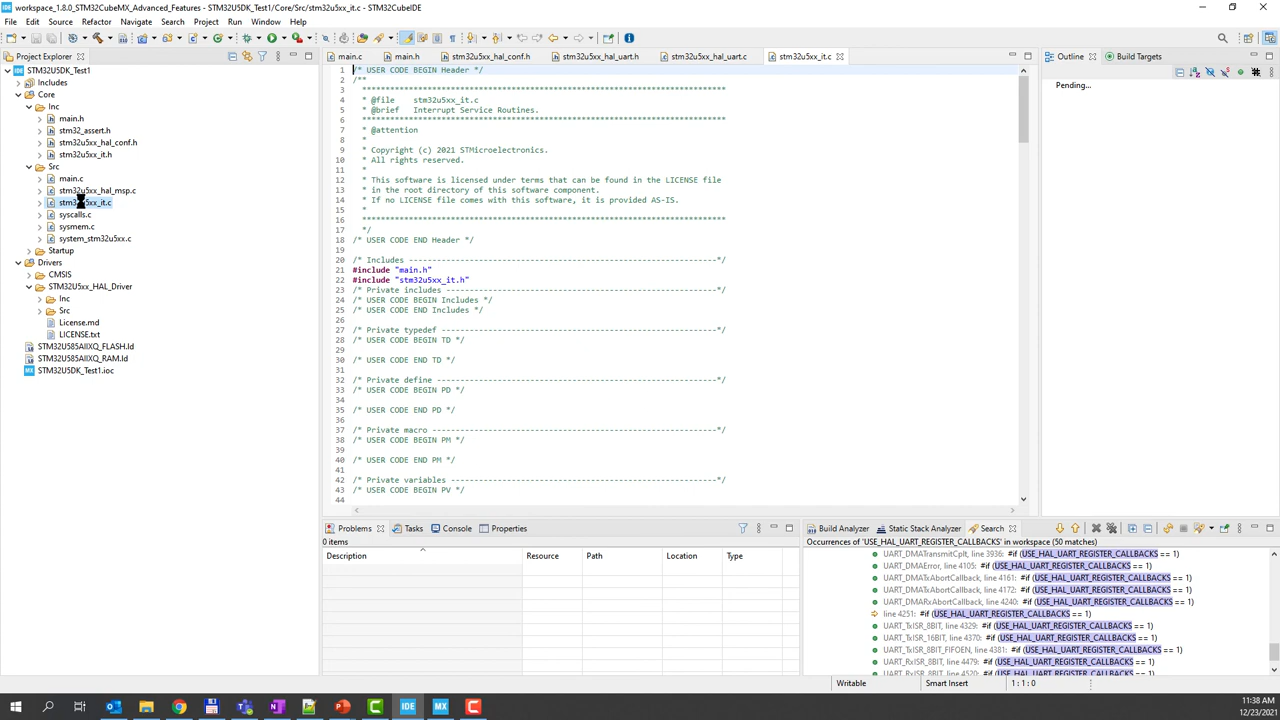 workspace_1.8.0_STM32CubeMX_Advanced_Features - STM32U5DK_Test1/Core/Src/stm32u5xx_it.c - STM32CubeIDE
File Edit Source Refactor Navigate Search Project Run Window Help
Project Explorer
STM32U5DK_Test1
Includes
Core
Inc
main.h
stm32_assert.h
stm32u5xx_hal_conf.h
stm32u5xx_it.h
Src
main.c
stm32u5xx_hal_msp.c
stm32u5xx_it.c
syscalls.c
sysmem.c
system_stm32u5xx.c
Startup
Drivers
CMSIS
STM32U5xx_HAL_Driver
Inc
Src
License.md
LICENSE.txt
STM32U585AIIXQ_FLASH.ld
STM32U585AIIXQ_RAM.ld
STM32U5DK_Test1.ioc
main.c main.h stm32u5xx_hal_conf.h stm32u5xx_hal_uart.h stm32u5xx_hal_uart.c stm32u5xx_it.c
1 /* USER CODE BEGIN Header */
2 /**
3 ******************************************************************************
4 * @file stm32u5xx_it.c
5 * @brief Interrupt Service Routines.
6 ******************************************************************************
7 * @attention
8 *
9 * Copyright (c) 2021 STMicroelectronics.
10 * All rights reserved.
11 *
12 * This software is licensed under terms that can be found in the LICENSE file
13 * in the root directory of this software component.
14 * If no LICENSE file comes with this software, it is provided AS-IS.
15 *
16 ******************************************************************************
17 */
18 /* USER CODE END Header */
19
20 /* Includes ------------------------------------------------------------------*/
21 #include "main.h"
22 #include "stm32u5xx_it.h"
23 /* Private includes ----------------------------------------------------------*/
24 /* USER CODE BEGIN Includes */
25 /* USER CODE END Includes */
26
27 /* Private typedef -----------------------------------------------------------*/
28 /* USER CODE BEGIN TD */
29
30 /* USER CODE END TD */
31
32 /* Private define ------------------------------------------------------------*/
33 /* USER CODE BEGIN PD */
34
35 /* USER CODE END PD */
36
37 /* Private macro -------------------------------------------------------------*/
38 /* USER CODE BEGIN PM */
39
40 /* USER CODE END PM */
41
42 /* Private variables ---------------------------------------------------------*/
43 /* USER CODE BEGIN PV */
44
Outline Build Targets
Pending...
Problems Tasks Console Properties
0 items
Description Resource Path Location Type
Build Analyzer Static Stack Analyzer Search
Occurrences of 'USE_HAL_UART_REGISTER_CALLBACKS' in workspace (50 matches)
UART_DMATransmitCplt, line 3936: #if (USE_HAL_UART_REGISTER_CALLBACKS == 1)
UART_DMAError, line 4105: #if (USE_HAL_UART_REGISTER_CALLBACKS == 1)
UART_DMATxAbortCallback, line 4161: #if (USE_HAL_UART_REGISTER_CALLBACKS == 1)
UART_DMATxAbortCallback, line 4172: #if (USE_HAL_UART_REGISTER_CALLBACKS == 1)
UART_DMARxAbortCallback, line 4240: #if (USE_HAL_UART_REGISTER_CALLBACKS == 1)
line 4251: #if (USE_HAL_UART_REGISTER_CALLBACKS == 1)
UART_TxISR_8BIT, line 4329: #if (USE_HAL_UART_REGISTER_CALLBACKS == 1)
UART_TxISR_16BIT, line 4370: #if (USE_HAL_UART_REGISTER_CALLBACKS == 1)
UART_TxISR_8BIT_FIFOEN, line 4381: #if (USE_HAL_UART_REGISTER_CALLBACKS == 1)
UART_RxISR_8BIT, line 4479: #if (USE_HAL_UART_REGISTER_CALLBACKS == 1)
UART_RxISR_8BIT, line 4520: #if (USE_HAL_UART_REGISTER_CALLBACKS == 1)
Writable Smart Insert 1 : 1 : 0
IDE MX
11:38 AM
12/23/2021